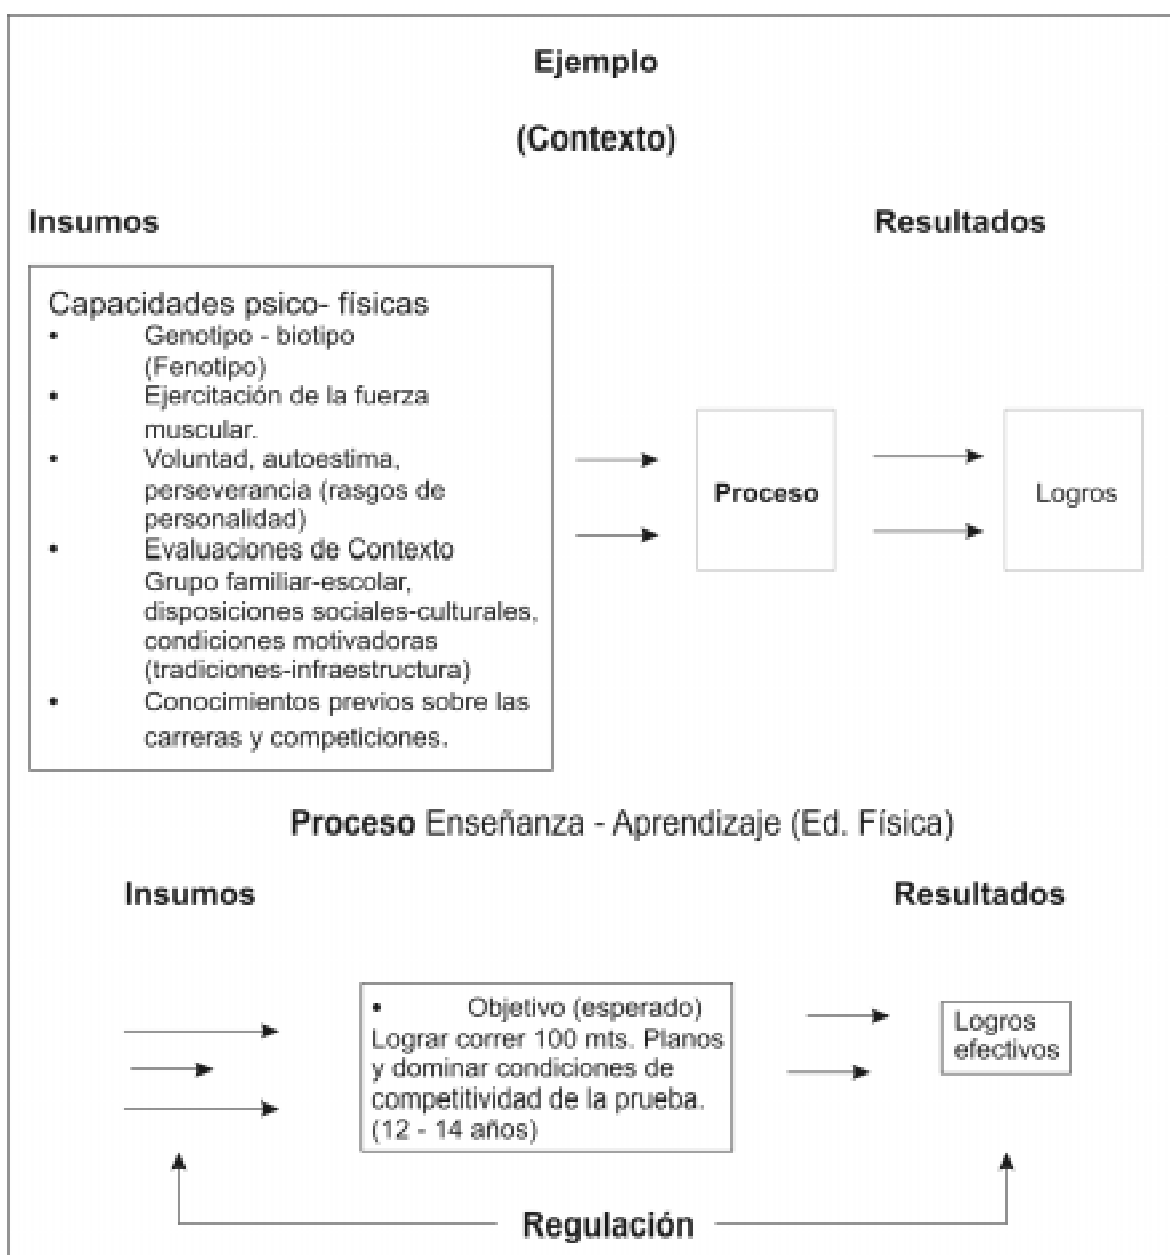 Ejemplo
(Contexto)
Insumos
Resultados
Capacidades psico- físicas
• Genotipo - biotipo
(Fenotipo)
• Ejercitación de la fuerza
muscular.
• Voluntad, autoestima,
perseverancia (rasgos de
personalidad)
• Evaluaciones de Contexto
Grupo familiar-escolar,
disposiciones sociales-culturales,
condiciones motivadoras
(tradiciones-infraestructura)
• Conocimientos previos sobre las
carreras y competiciones.
Proceso
Logros
Proceso Enseñanza - Aprendizaje (Ed. Física)
Insumos
Resultados
• Objetivo (esperado)
Lograr correr 100 mts. Planos
y dominar condiciones de
competitividad de la prueba.
(12 - 14 años)
Logros
efectivos
Regulación